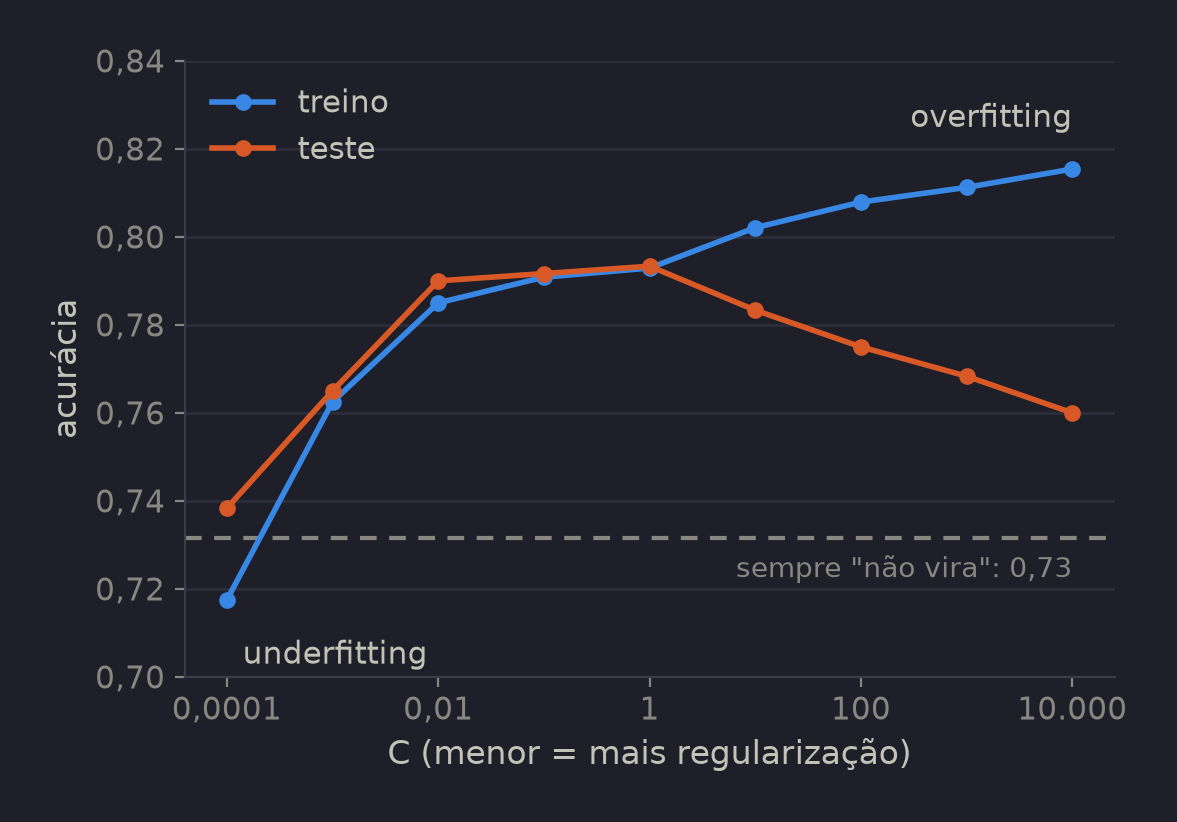 0,84
treino
overfitting
0,82
teste
0,80
acurácia
0,78
0,76
0,74
sempre "não vira": 0,73
0,72
underfitting
0,70
0,0001
0,01
1
100
10.000
C (menor = mais regularização)